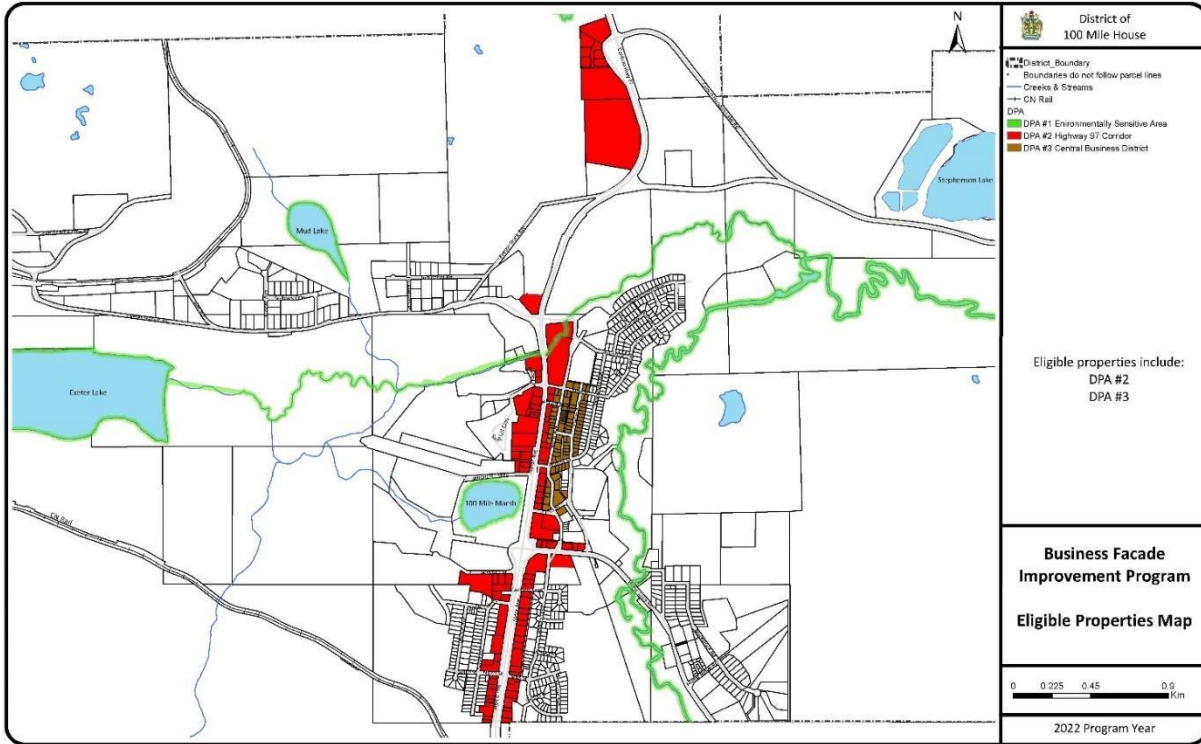 District of
100 Mile House
N
District_Boundary
Boundaries do not follow parcel lines
Creeks & Streams
CN Rail
DPA
DPA #1 Enironmentally Sensitive Area
DPA #2 Highway 97 Corridor
DPA #3 Central Business District
Stephenson Lake
Mud Lake
Exeter Lake
100 Mile Marsh
CN Rail
Eligible properties include:
DPA #2
DPA #3
Business Facade
Improvement Program
Eligible Properties Map
0 0.225 0.45 0.9
Km
2022 Program Year